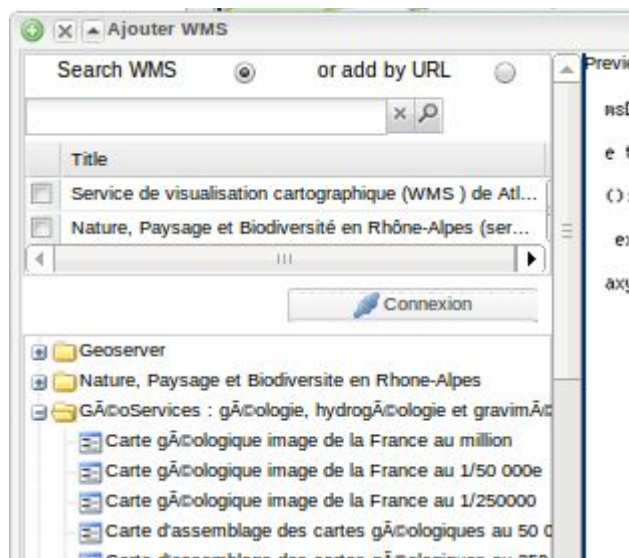 Ajouter WMS
Search WMS or add by URL
Title
Service de visualisation cartographique (WMS ) de Atl...
Nature, Paysage et Biodiversité en Rhône-Alpes (ser...
Connexion
Geoserver
Nature, Paysage et Biodiversite en Rhone-Alpes
GÃ©oServices : gÃ©ologie, hydrogÃ©ologie et gravimÃ©
Carte gÃ©ologique image de la France au million
Carte gÃ©ologique image de la France au 1/50 000e
Carte gÃ©ologique image de la France au 1/250000
Carte d'assemblage des cartes gÃ©ologiques au 50 0